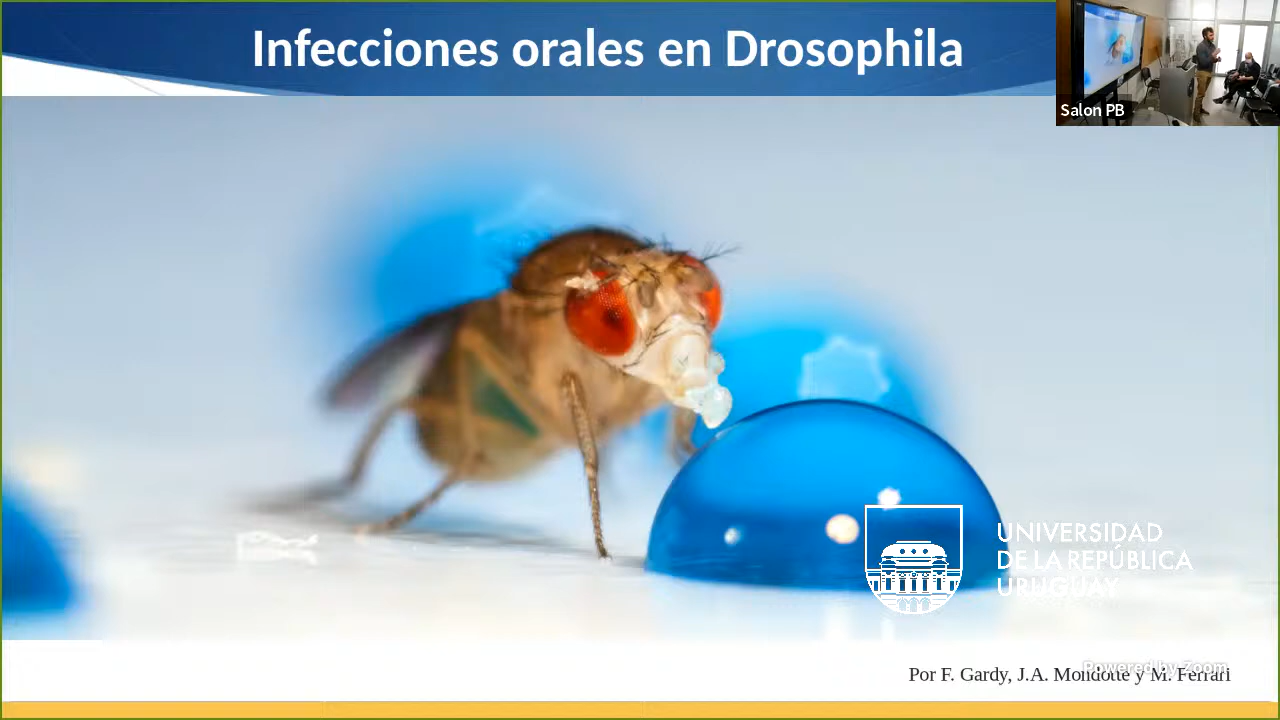 Infecciones orales en Drosophila
Salon PB
UNIVERSIDAD
DE LA REPÚBLICA
URUGUAY
Powered by Zoom
Por F. Gardy, J.A. Mondotte y M. Ferrari